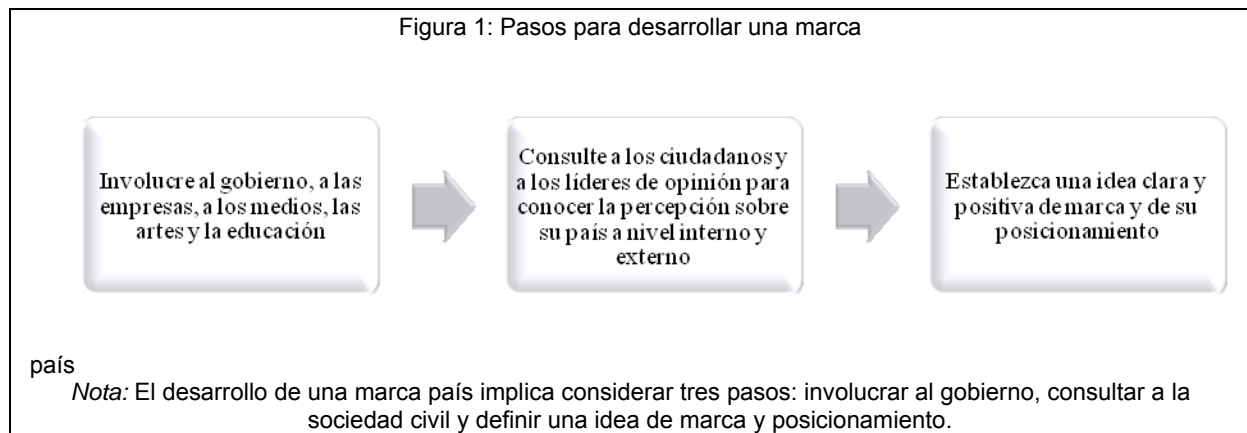 Figura 1: Pasos para desarrollar una marca
Involucre al gobierno, a las
empresas, a los medios, las
artes y la educación
Consulte a los ciudadanos y
a los líderes de opinión para
conocer la percepción sobre
su país a nivel interno y
externo
Establezca una idea clara y
positiva de marca y de su
posicionamiento
país
Nota: El desarrollo de una marca país implica considerar tres pasos: involucrar al gobierno, consultar a la
sociedad civil y definir una idea de marca y posicionamiento.